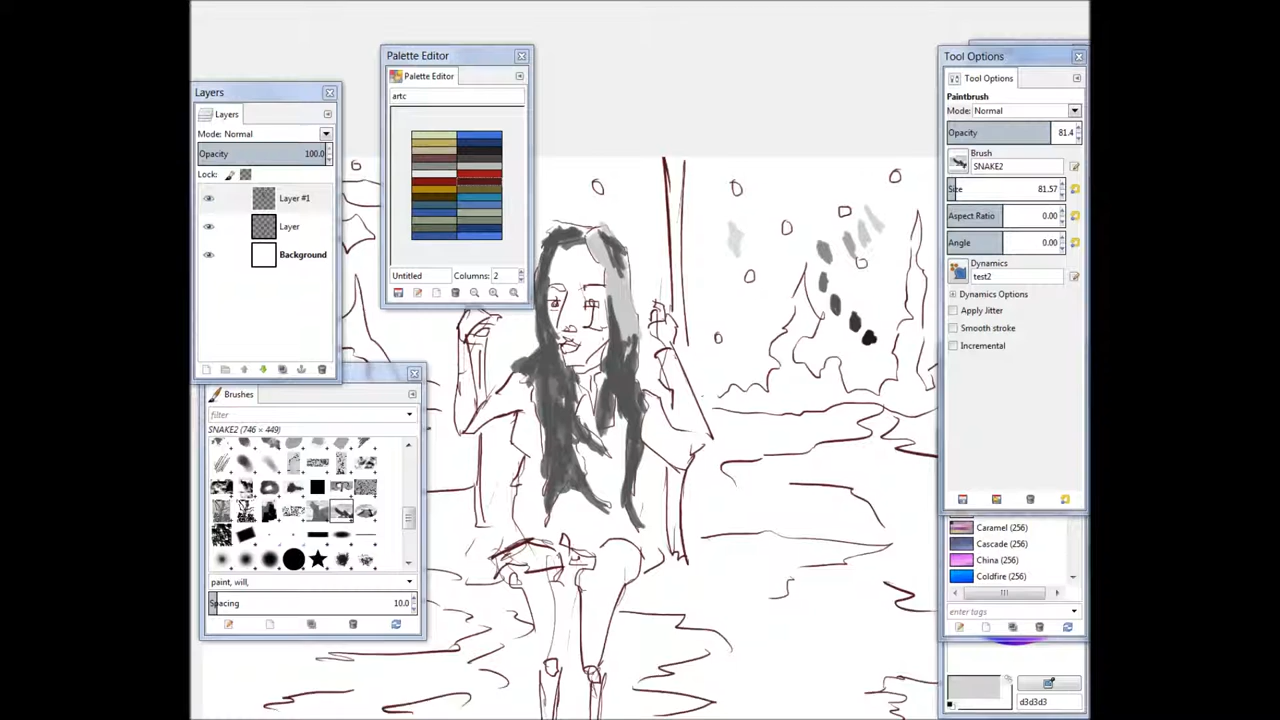 Layers
Layers
Mode: Normal
Opacity 100.0
Lock:
Layer #1
Layer
Background
Palette Editor
Palette Editor
artc
Untitled
Columns: 2
Brushes
filter
SNAKE2 (746 × 449)
paint, will,
Spacing 10.0
Tool Options
Tool Options
Paintbrush
Mode: Normal
Opacity 81.4
Brush
SNAKE2
Size 81.57
Aspect Ratio 0.00
Angle 0.00
Dynamics
test2
Dynamics Options
Apply Jitter
Smooth stroke
Incremental
Caramel (256)
Cascade (256)
China (256)
Coldfire (256)
enter tags
d3d3d3